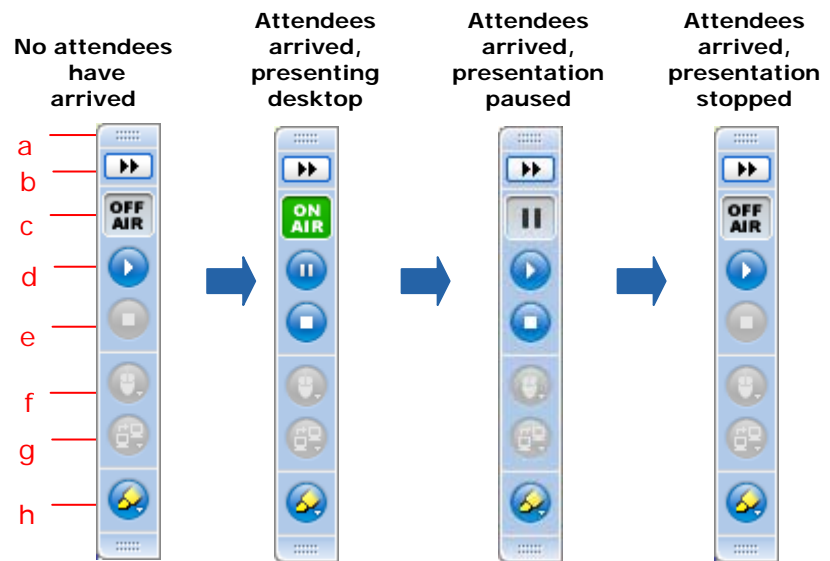 No attendees
have
arrived
Attendees
arrived,
presenting
desktop
Attendees
arrived,
presentation
paused
Attendees
arrived,
presentation
stopped
a
b
c
d
e
f
g
h
OFF
AIR
ON
AIR
OFF
AIR